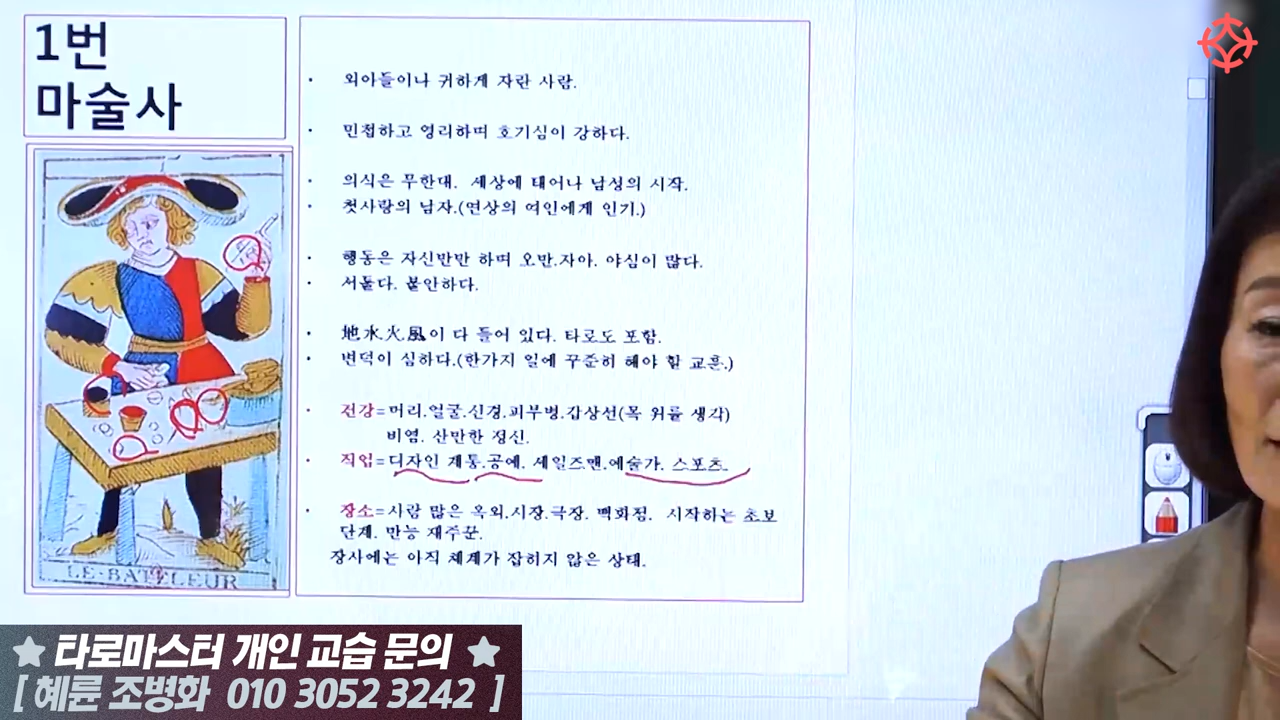 1번
마술사
• 외아들이나 귀하게 자란 사람.
• 민첩하고 영리하며 호기심이 강하다.
• 의식은 무한대. 세상에 태어나 남성의 시작.
• 첫사랑의 남자.(연상의 여인에게 인기.)
• 행동은 자신만만 하며 오만.자아. 야심이 많다.
• 서툴다. 불안하다.
• 地水火風이 다 들어 있다. 타로도 포함.
• 변덕이 심하다.(한가지 일에 꾸준히 해야 할 교훈.)
• 건강=머리.얼굴.신경.피부병.갑상선(목 위를 생각)
비염. 산만한 정신.
• 직업=디자인 계통.공예. 세일즈맨.예술가. 스포츠.
• 장소=사람 많은 옥외.시장.극장. 백화점. 시작하는 초보
단계. 만능 재주꾼.
장사에는 아직 체계가 잡히지 않은 상태.
LE·BATELEUR
★ 타로마스터 개인 교습 문의 ★
[ 혜륜 조병화 010 3052 3242 ]